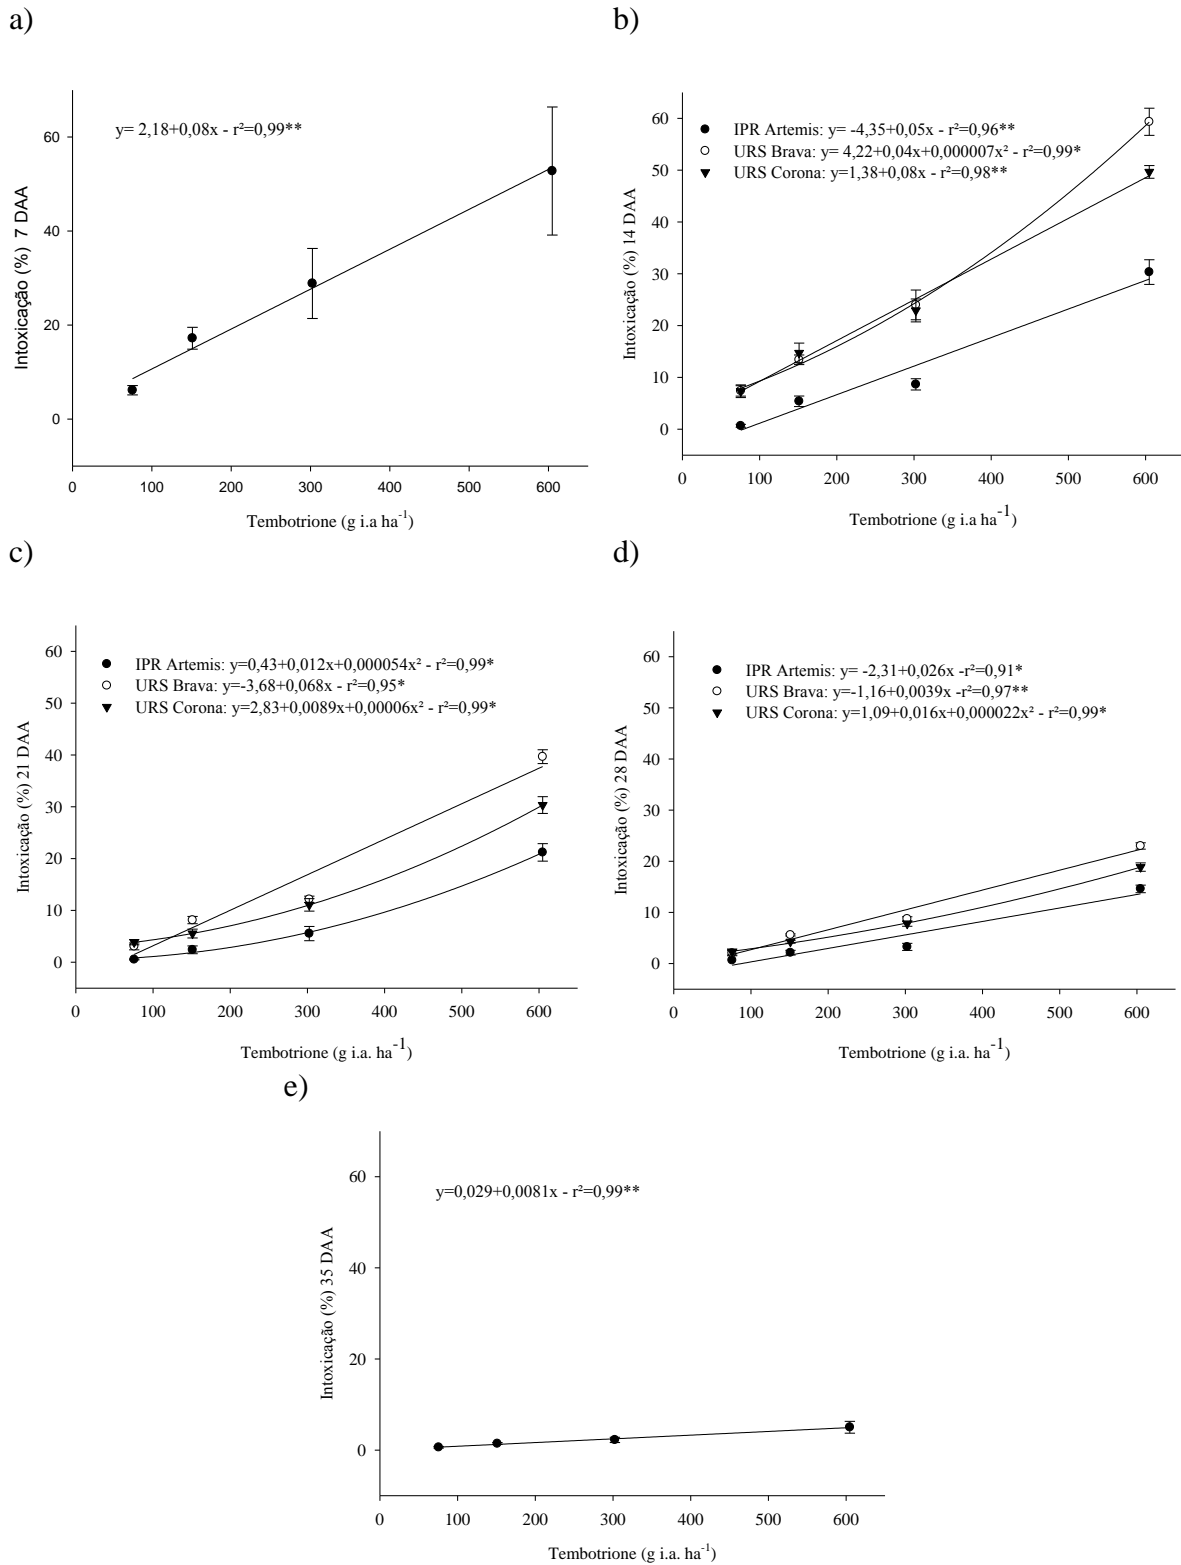 a)
Intoxicação (%) 7 DAA
60
40
20
0
y= 2,18+0,08x - r²=0,99**
0 100 200 300 400 500 600
Tembotrione (g i.a ha⁻¹)
b)
Intoxicação (%) 14 DAA
60
50
40
30
20
10
0
IPR Artemis: y= -4,35+0,05x - r²=0,96**
URS Brava: y= 4,22+0,04x+0,000007x² - r²=0,99*
URS Corona: y=1,38+0,08x - r²=0,98**
0 100 200 300 400 500 600
Tembotrione (g i.a ha⁻¹)
c)
Intoxicação (%) 21 DAA
60
50
40
30
20
10
0
IPR Artemis: y=0,43+0,012x+0,000054x² - r²=0,99*
URS Brava: y=-3,68+0,068x - r²=0,95*
URS Corona: y=2,83+0,0089x+0,00006x² - r²=0,99*
0 100 200 300 400 500 600
Tembotrione (g i.a. ha⁻¹)
d)
Intoxicação (%) 28 DAA
60
50
40
30
20
10
0
IPR Artemis: y= -2,31+0,026x -r²=0,91*
URS Brava: y=-1,16+0,0039x -r²=0,97**
URS Corona: y=1,09+0,016x+0,000022x² - r²=0,99*
0 100 200 300 400 500 600
Tembotrione (g i.a. ha⁻¹)
e)
Intoxicação (%) 35 DAA
60
40
20
0
y=0,029+0,0081x - r²=0,99**
0 100 200 300 400 500 600
Tembotrione (g i.a. ha⁻¹)